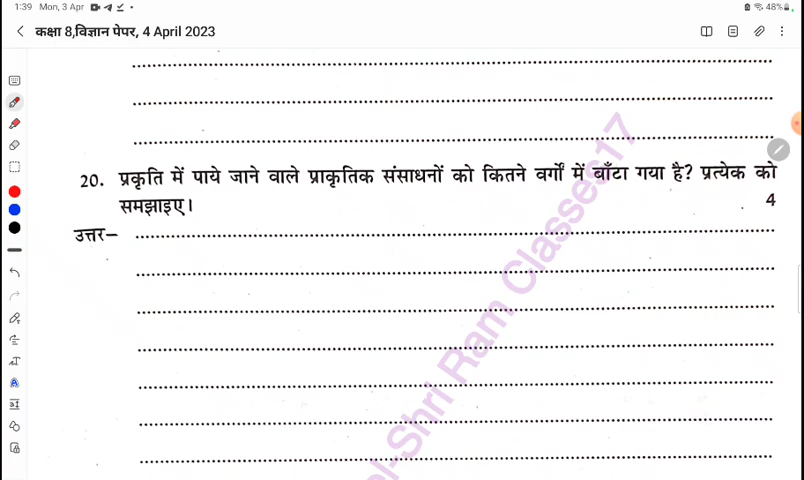 1:39 Mon, 3 Apr
48%
कक्षा 8,विज्ञान पेपर, 4 April 2023
20. प्रकृति में पाये जाने वाले प्राकृतिक संसाधनों को कितने वर्गों में बाँटा गया है? प्रत्येक को
समझाइए। 4
उत्तर–
el-Shri Ram Classes17